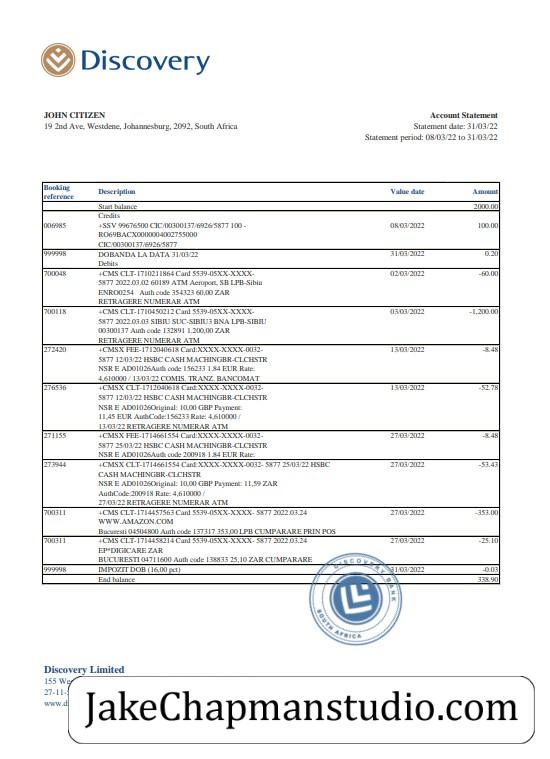 Discovery
JOHN CITIZEN
19 2nd Ave, Westdene, Johannesburg, 2092, South Africa
Account Statement
Statement date: 31/03/22
Statement period: 08/03/22 to 31/03/22
Booking reference Description Value date Amount
Start balance 2000.00
Credits
006985 +SSV 99676500 CIC/00300137/6926/5877 100 - 08/03/2022 100.00
RO69BACX0000004002755000
CIC/00300137/6926/5877
999998 DOBANDA LA DATA 31/03/22 31/03/2022 0.20
Debits
700048 +CMS CLT-1710211864 Card 5539-05XX-XXXX- 02/03/2022 -60.00
5877 2022.03.02 60189 ATM Aeroport, SB LPB-Sibiu
ENRO0254 Auth code 354323 60,00 ZAR
RETRAGERE NUMERAR ATM
700118 +CMS CLT-1710450212 Card 5539-05XX-XXXX- 03/03/2022 -1,200.00
5877 2022.03.03 SIBIU SUC-SIBIU3 BNA LPB-SIBIU
00300137 Auth code 132891 1.200,00 ZAR
RETRAGERE NUMERAR ATM
272420 +CMSX FEE-1712040618 Card:XXXX-XXXX-0032- 13/03/2022 -8.48
5877 12/03/22 HSBC CASH MACHINGBR-CLCHSTR
NSR E AD01026Auth code 156233 1.84 EUR Rate:
4,610000 / 13/03/22 COMIS. TRANZ. BANCOMAT
276536 +CMSX CLT-1712040618 Card:XXXX-XXXX-0032- 13/03/2022 -52.78
5877 12/03/22 HSBC CASH MACHINGBR-CLCHSTR
NSR E AD01026Original: 10,00 GBP Payment:
11,45 EUR AuthCode:156233 Rate: 4,610000 /
13/03/22 RETRAGERE NUMERAR ATM
271155 +CMSX FEE-1714661554 Card:XXXX-XXXX-0032- 27/03/2022 -8.48
5877 25/03/22 HSBC CASH MACHINGBR-CLCHSTR
NSR E AD01026Auth code 200918 1.84 EUR Rate:
273944 +CMSX CLT-1714661554 Card:XXXX-XXXX-0032- 5877 25/03/22 HSBC 27/03/2022 -53.43
CASH MACHINGBR-CLCHSTR
NSR E AD01026Original: 10,00 GBP Payment: 11,59 ZAR
AuthCode:200918 Rate: 4,610000 /
27/03/22 RETRAGERE NUMERAR ATM
700311 +CMS CLT-1714457563 Card 5539-05XX-XXXX- 5877 2022.03.24 27/03/2022 -353.00
WWW.AMAZON.COM
Bucuresti 04504800 Auth code 137317 353,00 LPB CUMPARARE PRIN POS
700311 +CMS CLT-1714458214 Card 5539-05XX-XXXX- 5877 2022.03.24 27/03/2022 -25.10
EP*DIGICARE ZAR
BUCURESTI 04711600 Auth code 138833 25,10 ZAR CUMPARARE
999998 IMPOZIT DOB (16,00 pct) 31/03/2022 -0.03
End balance 338.90
DISCOVERY BANK
SOUTH AFRICA
Discovery Limited
155
27-11-
JakeChapmanstudio.com